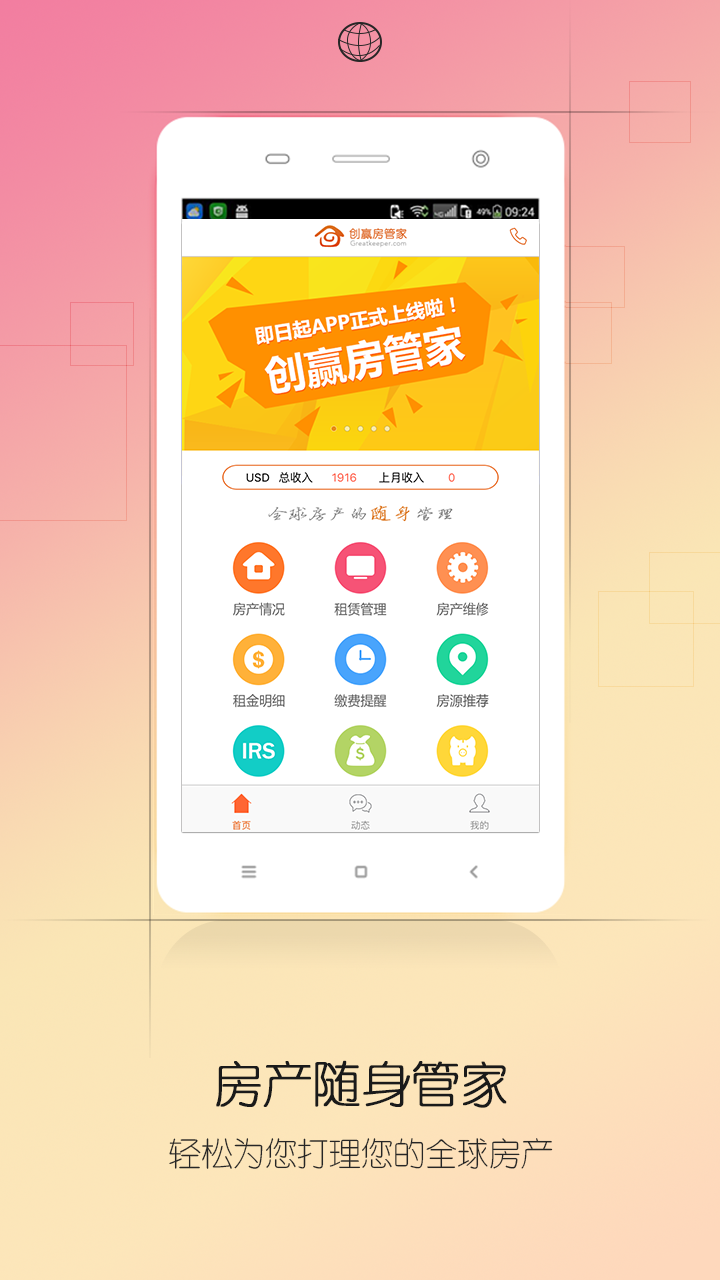 4G 49% 09:24
创赢房管家
Greatkeeper.com
即日起APP正式上线啦！
创赢房管家
USD 总收入 1916 上月收入 0
全球房产的随身管理
房产情况 租赁管理 房产维修
$
租金明细 缴费提醒 房源推荐
IRS $
首页 动态 我的
房产随身管家
轻松为您打理您的全球房产